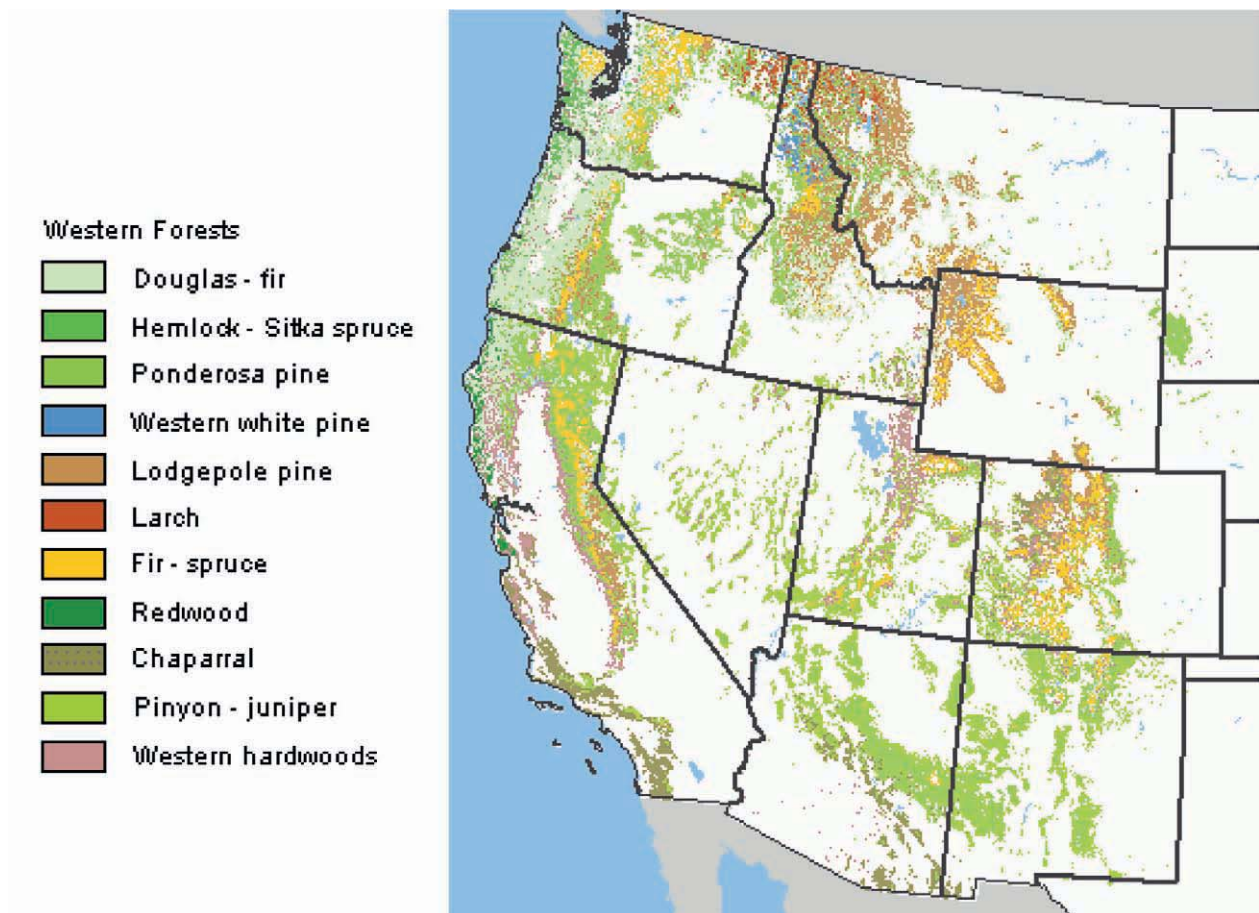 Western Forests
Douglas - fir
Hemlock - Sitka spruce
Ponderosa pine
Western white pine
Lodgepole pine
Larch
Fir - spruce
Redwood
Chaparral
Pinyon - juniper
Western hardwoods